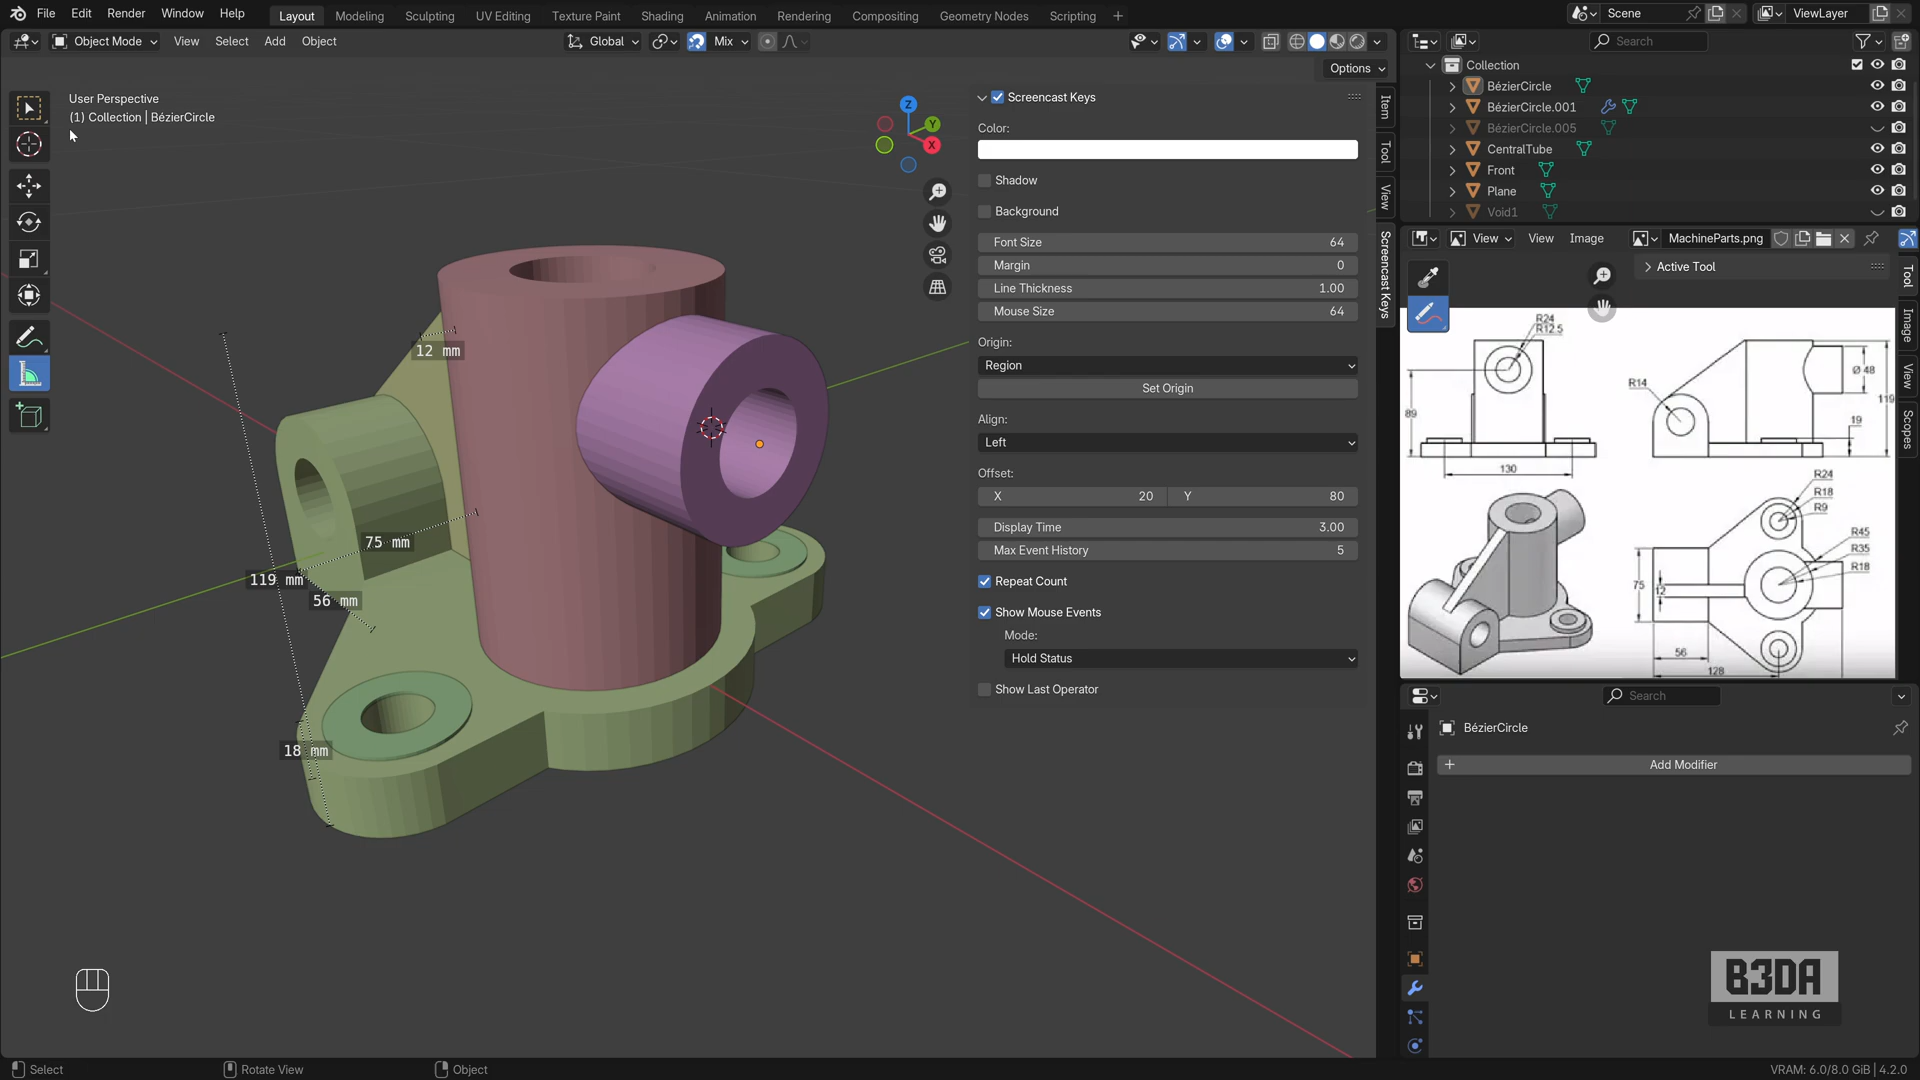 File Edit Render Window Help Layout Modeling Sculpting UV Editing Texture Paint Shading Animation Rendering Compositing Geometry Nodes Scripting + Scene ViewLayer
Object Mode View Select Add Object Global Mix
Options
User Perspective
(1) Collection | BézierCircle
Z
Y
X
12 mm
75 mm
119 mm
56 mm
18 mm
Screencast Keys
Color:
Shadow
Background
Font Size 64
Margin 0
Line Thickness 1.00
Mouse Size 64
Origin:
Region
Set Origin
Align:
Left
Offset:
X 20 Y 80
Display Time 3.00
Max Event History 5
Repeat Count
Show Mouse Events
Mode:
Hold Status
Show Last Operator
Item
Tool
View
Screencast Keys
Search
Collection
BézierCircle
BézierCircle.001
BézierCircle.005
CentralTube
Front
Plane
Void1
View View Image MachineParts.png
Active Tool
Tool
Image
View
Scopes
R24
R12.5
89
130
R14
Ø 48
119
19
R24
R18
R9
R45
R35
R18
75
12
56
128
Search
BézierCircle
+ Add Modifier
B3DA
LEARNING
Select Rotate View Object VRAM: 6.0/8.0 GiB | 4.2.0